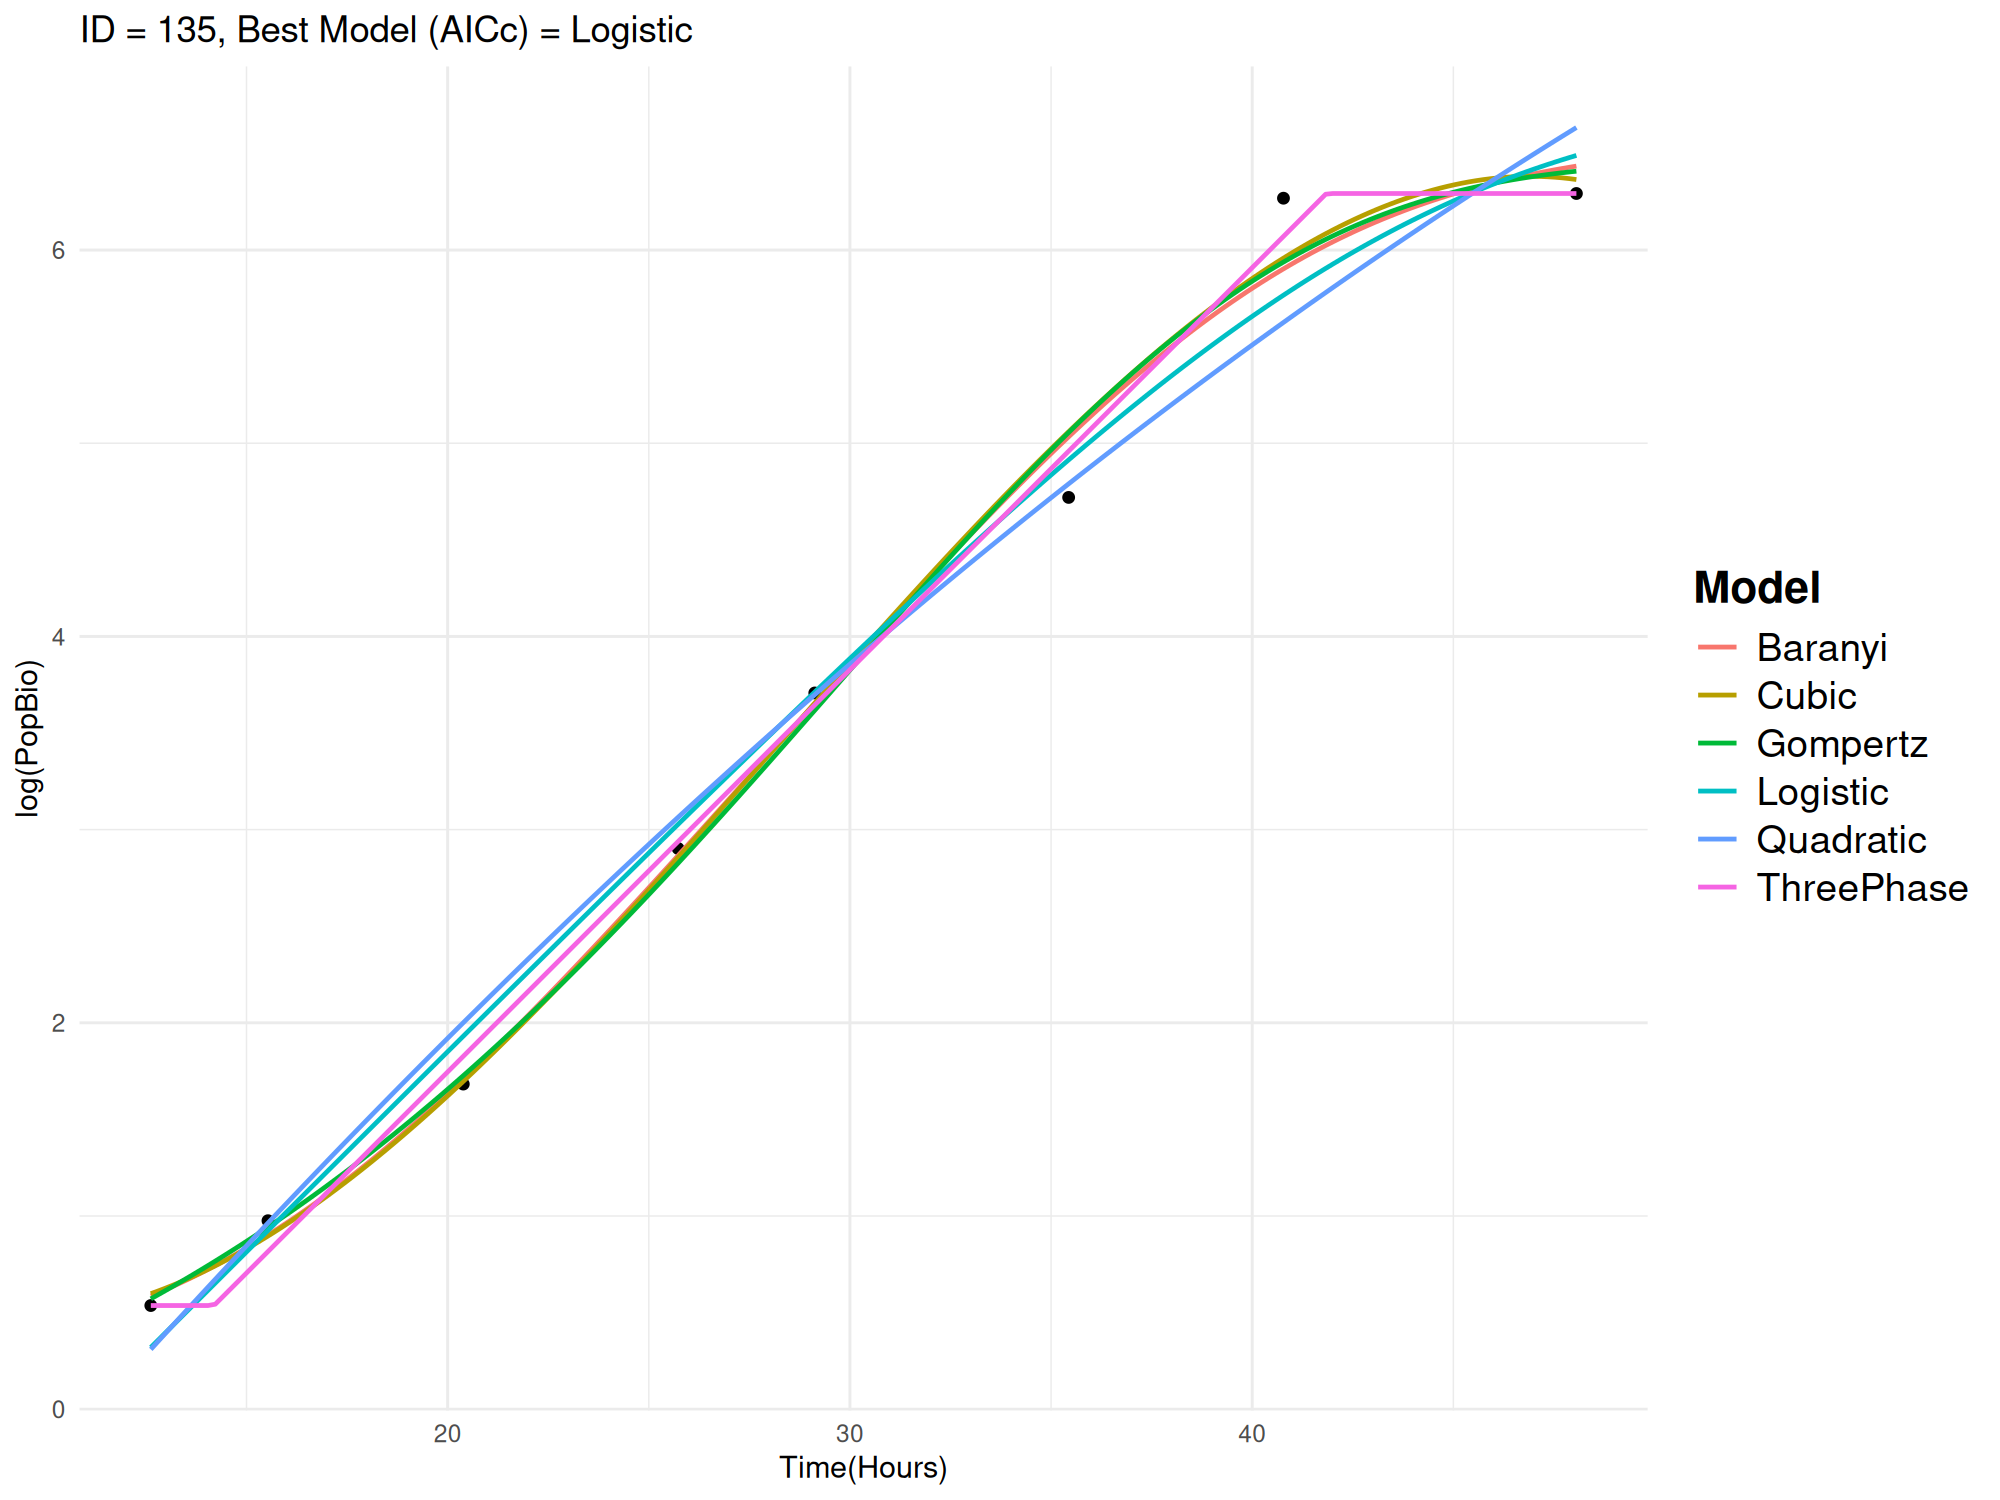 ID = 135, Best Model (AICc) = Logistic
6
4
2
0
log(PopBio)
20
30
40
Time(Hours)
Model
Baranyi
Cubic
Gompertz
Logistic
Quadratic
ThreePhase